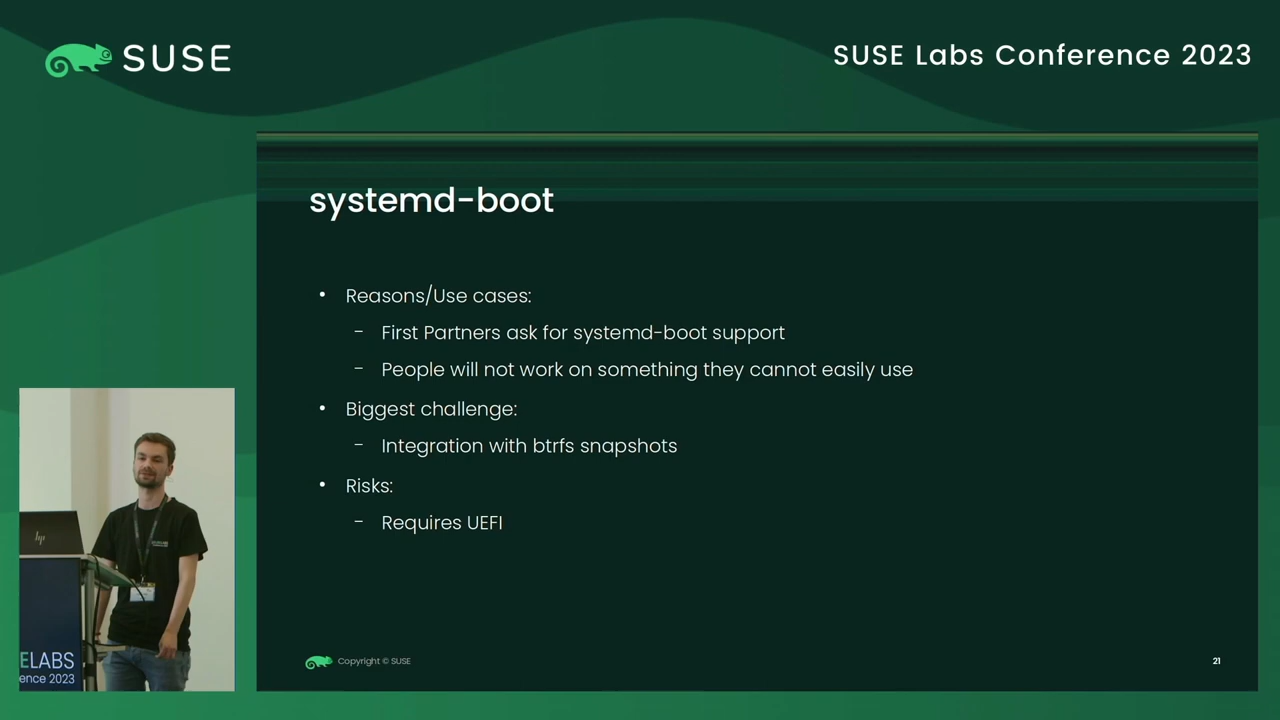 SUSE
SUSE Labs Conference 2023
systemd-boot
• Reasons/Use cases:
– First Partners ask for systemd-boot support
– People will not work on something they cannot easily use
• Biggest challenge:
– Integration with btrfs snapshots
• Risks:
– Requires UEFI
hp
ELABS
ence 2023
Copyright © SUSE
21